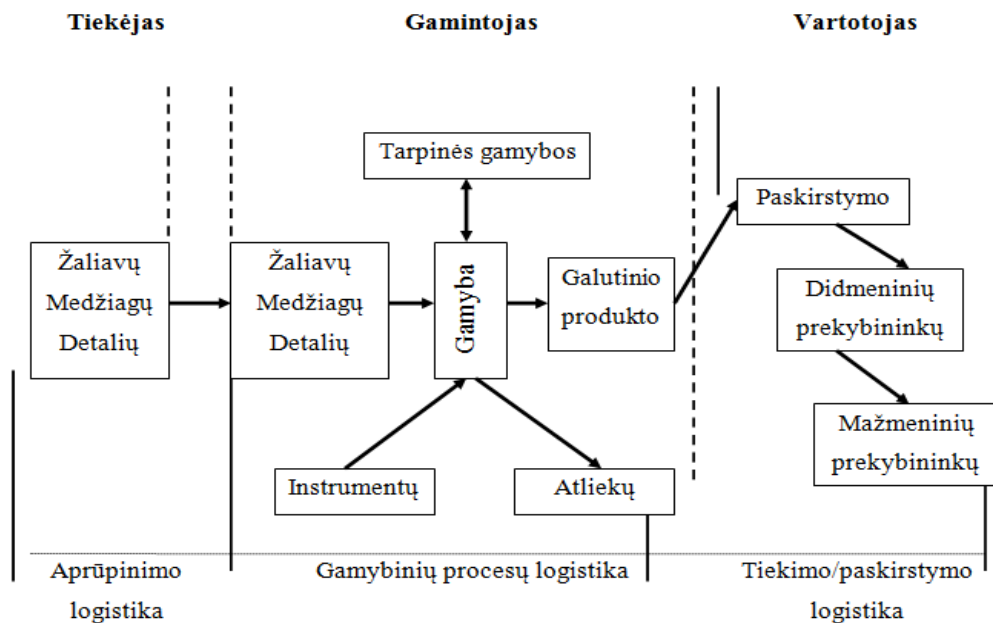 Tiekėjas
Gamintojas
Vartotojas
Tarpinės gamybos
Paskirstymo
Žaliavų
Medžiagų
Detalių
Žaliavų
Medžiagų
Detalių
Gamyba
Galutinio
produkto
Didmeninių
prekybininkų
Mažmeninių
prekybininkų
Instrumentų
Atliekų
Aprūpinimo
logistika
Gamybinių procesų logistika
Tiekimo/paskirstymo
logistika